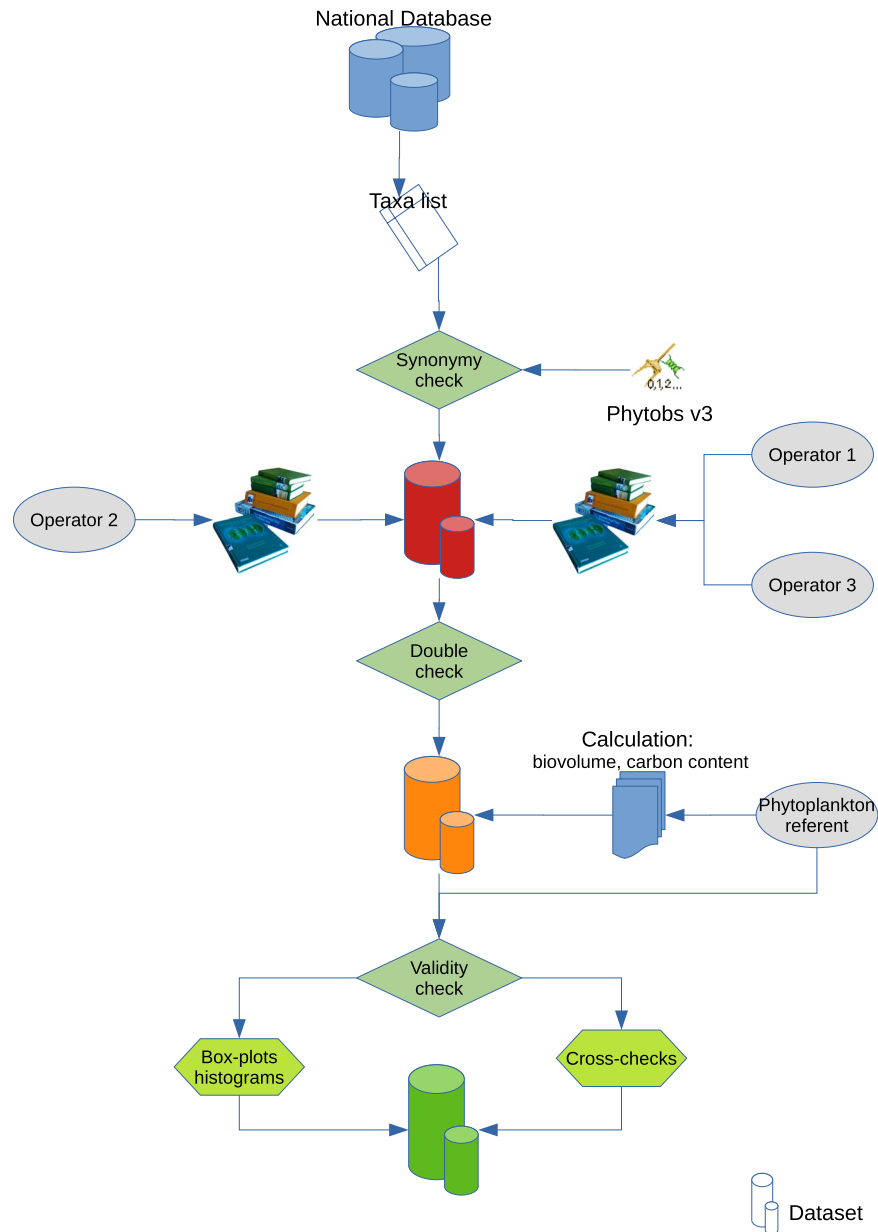 National Database
Taxa list
Synonymy
check
0,1,2...
Phytobs v3
Operator 1
Operator 2
Operator 3
Double
check
Calculation:
biovolume, carbon content
Phytoplankton
referent
Validity
check
Box-plots
histograms
Cross-checks
Dataset